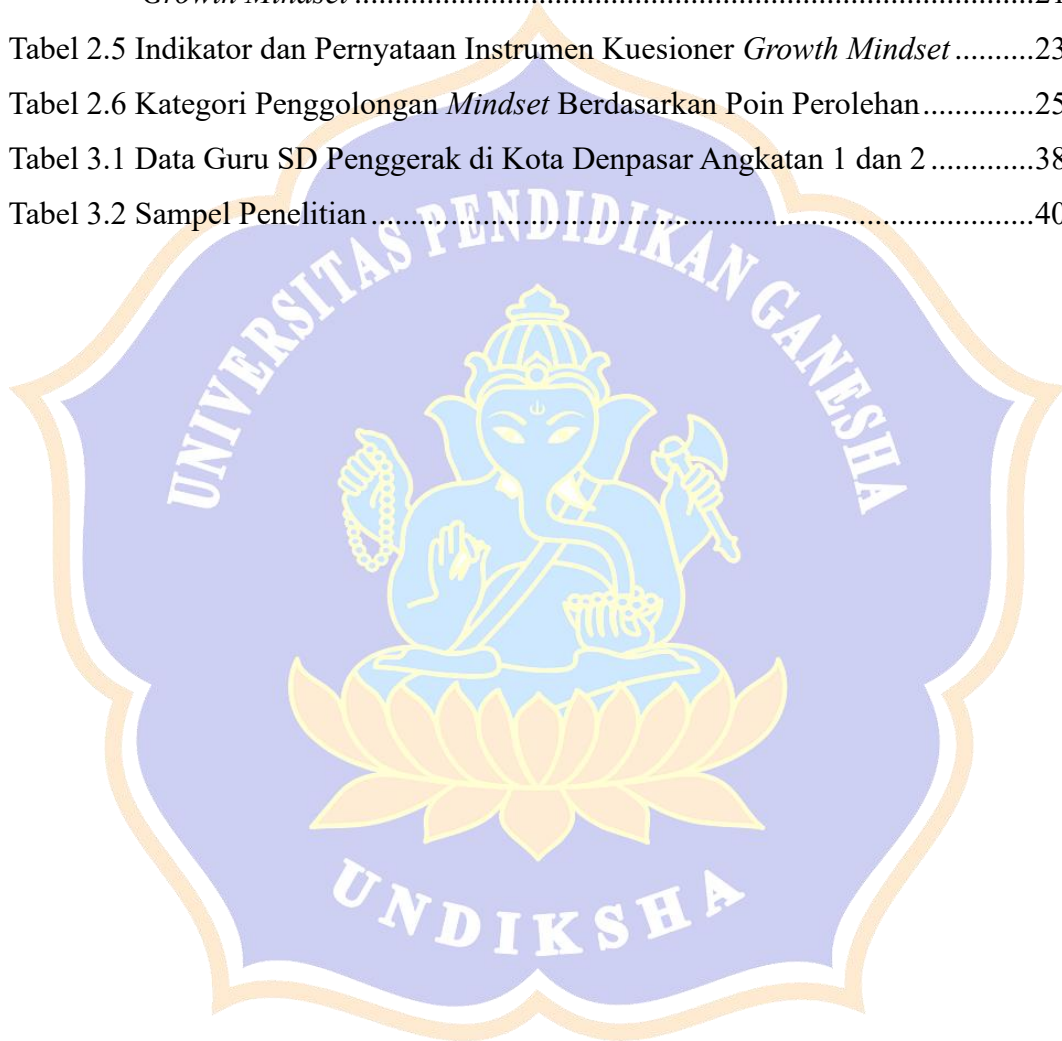 Growth Mindset ....................................................................................21
Tabel 2.5 Indikator dan Pernyataan Instrumen Kuesioner Growth Mindset ..........23
Tabel 2.6 Kategori Penggolongan Mindset Berdasarkan Poin Perolehan.............25
Tabel 3.1 Data Guru SD Penggerak di Kota Denpasar Angkatan 1 dan 2 .............38
Tabel 3.2 Sampel Penelitian ..................................................................................40
UNIVERSITAS PENDIDIKAN GANESHA
UNDIKSHA